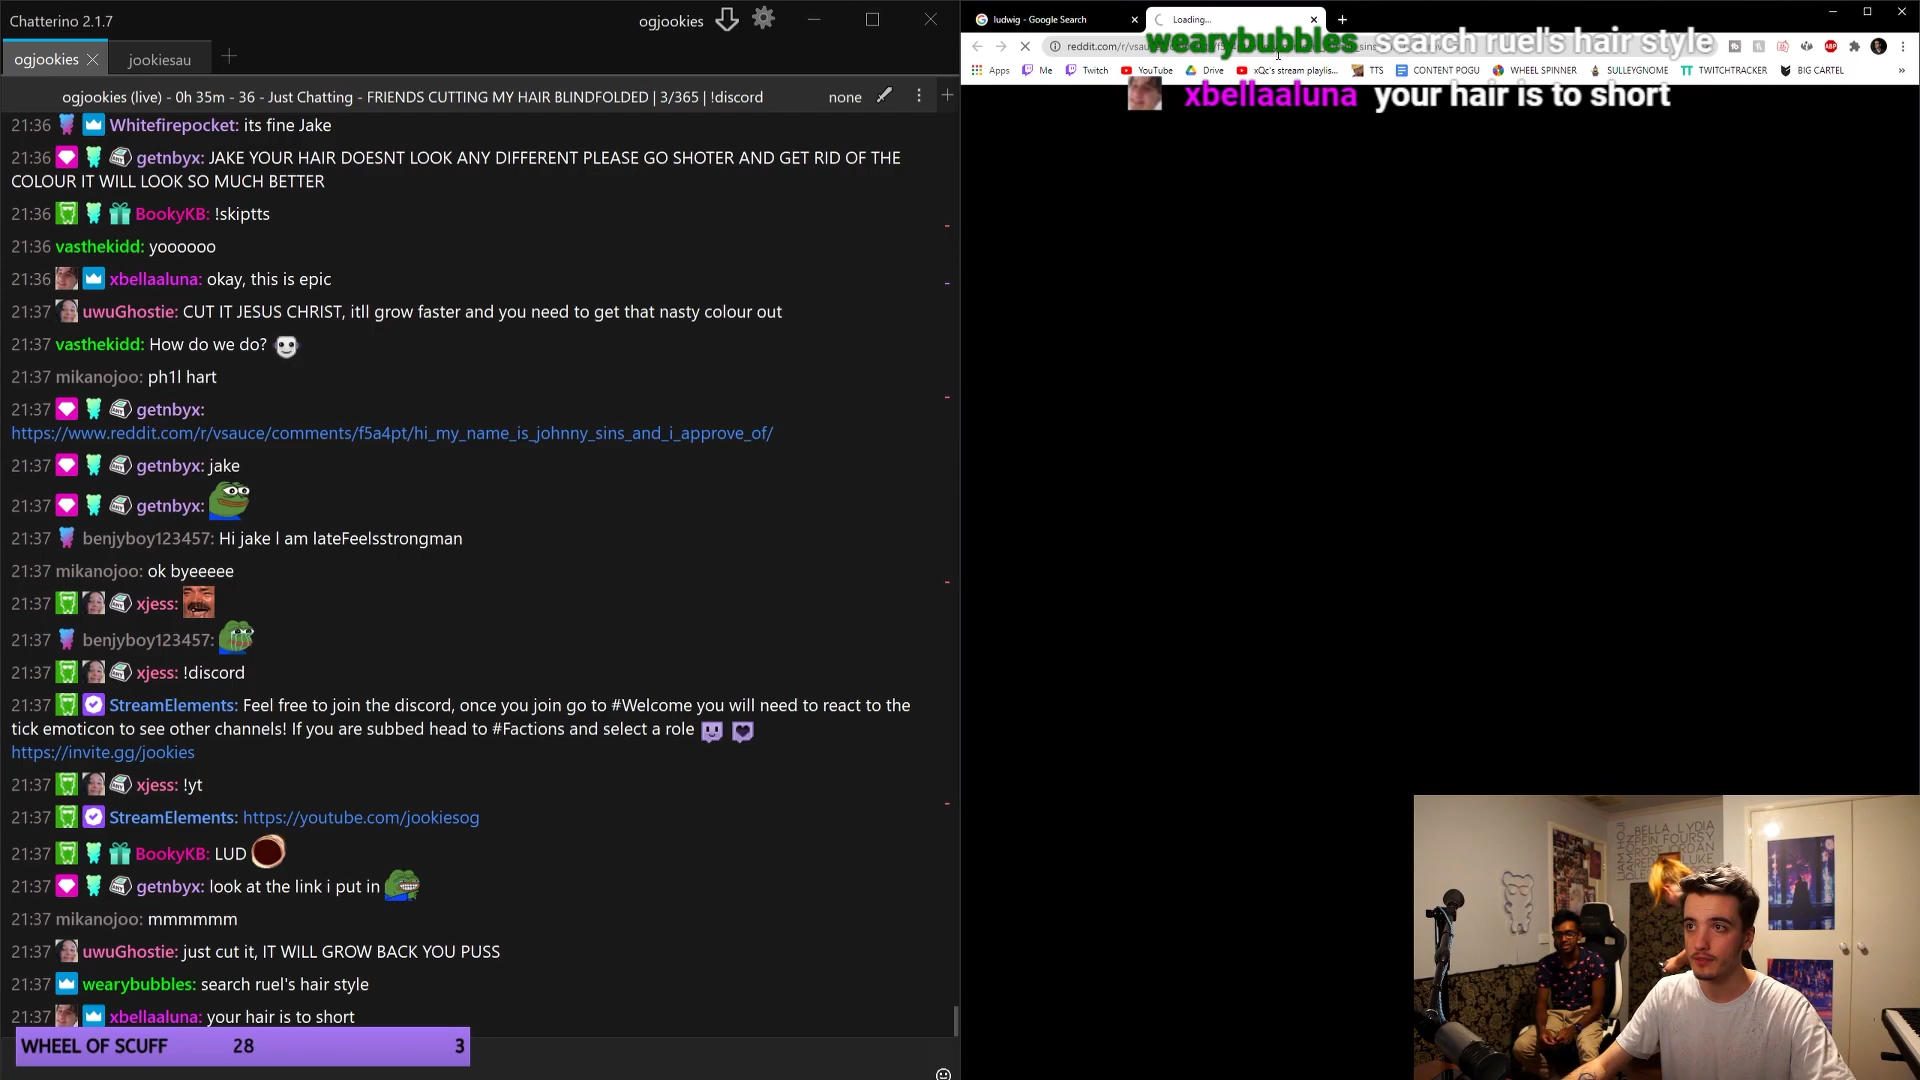 Chatterino 2.1.7
ogjookies
ogjookies
jookiesau
ogjookies (live) - 0h 35m - 36 - Just Chatting - FRIENDS CUTTING MY HAIR BLINDFOLDED | 3/365 | !discord
none
21:36 Whitefirepocket: its fine Jake
21:36 getnbyx: JAKE YOUR HAIR DOESNT LOOK ANY DIFFERENT PLEASE GO SHOTER AND GET RID OF THE
COLOUR IT WILL LOOK SO MUCH BETTER
21:36 BookyKB: !skiptts
21:36 vasthekidd: yoooooo
21:36 xbellaaluna: okay, this is epic
21:37 uwuGhostie: CUT IT JESUS CHRIST, itll grow faster and you need to get that nasty colour out
21:37 vasthekidd: How do we do?
21:37 mikanojoo: ph1l hart
21:37 getnbyx:
https://www.reddit.com/r/vsauce/comments/f5a4pt/hi_my_name_is_johnny_sins_and_i_approve_of/
21:37 getnbyx: jake
21:37 getnbyx:
21:37 benjyboy123457: Hi jake I am lateFeelsstrongman
21:37 mikanojoo: ok byeeeee
21:37 xjess:
21:37 benjyboy123457:
21:37 xjess: !discord
21:37 StreamElements: Feel free to join the discord, once you join go to #Welcome you will need to react to the
tick emoticon to see other channels! If you are subbed head to #Factions and select a role
https://invite.gg/jookies
21:37 xjess: !yt
21:37 StreamElements: https://youtube.com/jookiesog
21:37 BookyKB: LUD
21:37 getnbyx: look at the link i put in
21:37 mikanojoo: mmmmmm
21:37 uwuGhostie: just cut it, IT WILL GROW BACK YOU PUSS
21:37 wearybubbles: search ruel's hair style
21:37 xbellaaluna: your hair is to short
WHEEL OF SCUFF 28 3
ludwig - Google Search
Loading...
reddit.com/r/vsau
wearybubbles search ruel's hair style
Apps
Me
Twitch
YouTube
Drive
xQc's stream playlis...
TTS
CONTENT POGU
WHEEL SPINNER
SULLEYGNOME
TWITCHTRACKER
BIG CARTEL
xbellaaluna your hair is to short
BELLA LYDIA